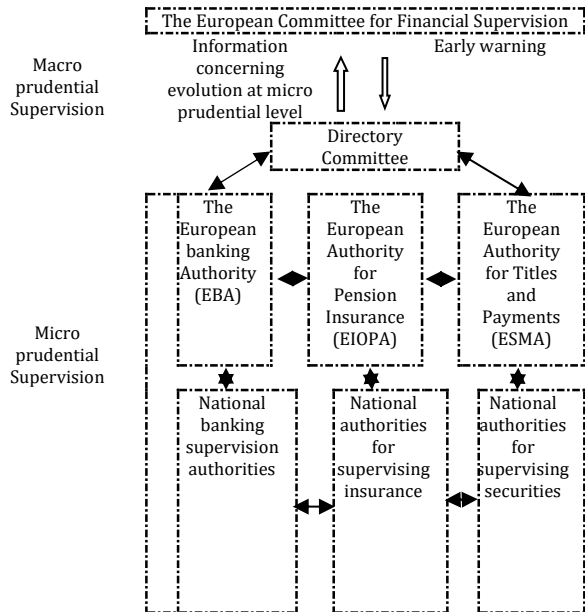 The European Committee for Financial Supervision
Information
concerning
evolution at micro
prudential level
Early warning
Macro
prudential
Supervision
Directory
Committee
The
European
banking
Authority
(EBA)
The
European
Authority
for
Pension
Insurance
(EIOPA)
The
European
Authority
for Titles
and
Payments
(ESMA)
Micro
prudential
Supervision
National
banking
supervision
authorities
National
authorities
for
supervising
insurance
National
authorities
for
supervising
securities